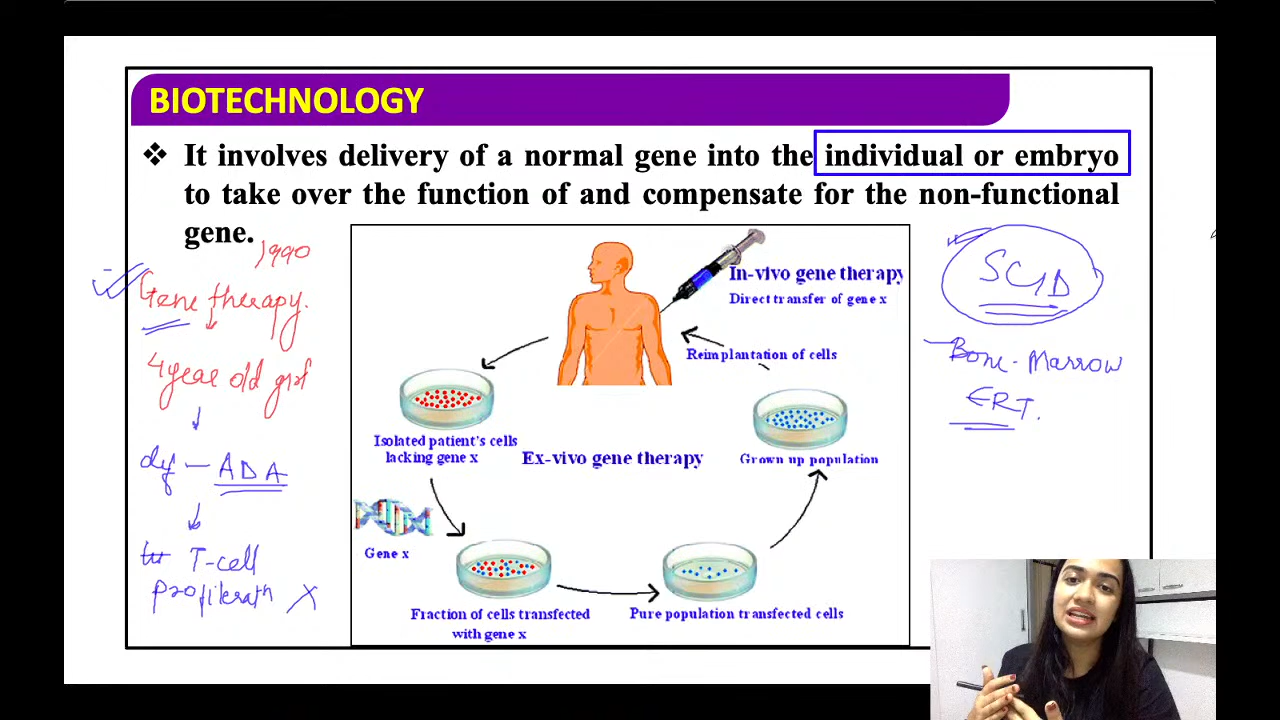 BIOTECHNOLOGY
❖ It involves delivery of a normal gene into the individual or embryo
to take over the function of and compensate for the non-functional
gene.
1990
Gene therapy.
4 year old girl
def — ADA
T-cell
In-vivo gene therapy
Direct transfer of gene x
Reimplantation of cells
Isolated patient's cells
lacking gene x
Ex-vivo gene therapy
Grown up population
Gene x
Fraction of cells transfected
with gene x
Pure population transfected cells
SCID
Bone-Marrow
ERT.